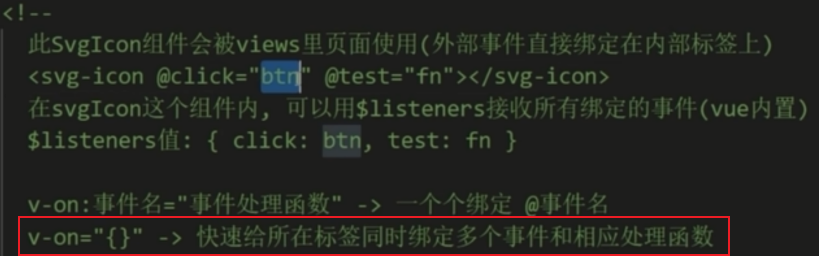 <!--
此SvgIcon组件会被views里页面使用(外部事件直接绑定在内部标签上)
<svg-icon @click="btn" @test="fn"></svg-icon>
在svgIcon这个组件内, 可以用$listeners接收所有绑定的事件(vue内置)
$listeners值: { click: btn, test: fn }
v-on:事件名="事件处理函数" -> 一个个绑定 @事件名
v-on="{}" -> 快速给所在标签同时绑定多个事件和相应处理函数